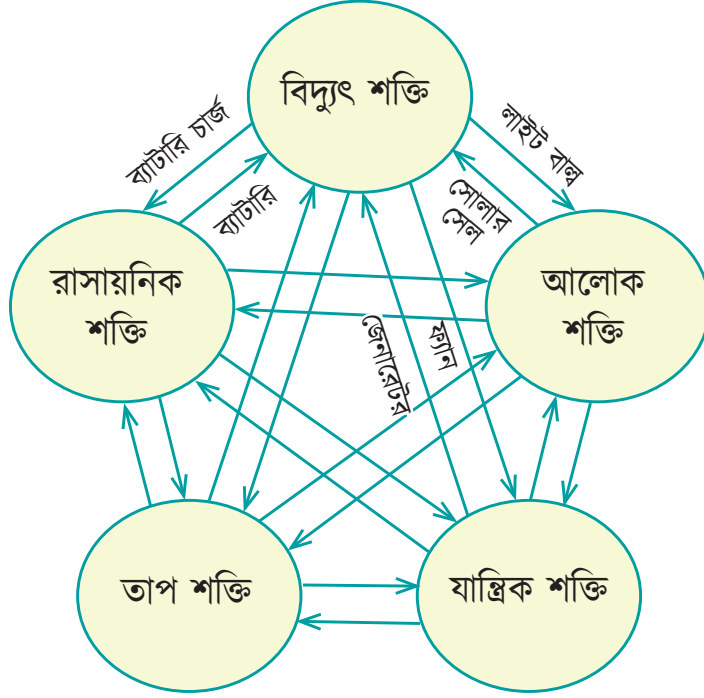 বিদ্যুৎ শক্তি
ব্যাটারি চার্জ
লাইট বাল্ব
ব্যাটারি
সোলার
সেল
রাসায়নিক
শক্তি
আলোক
শক্তি
জেনারেটর
ফ্যান
তাপ শক্তি
যান্ত্রিক শক্তি